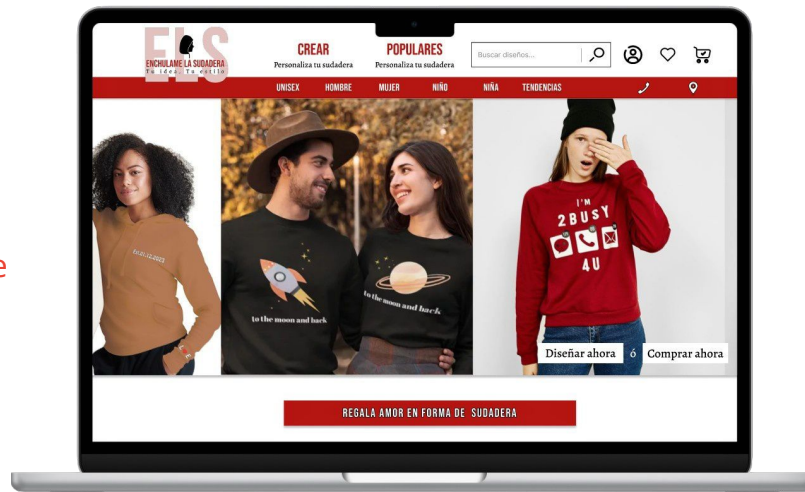 ELS
ENCHULAME LA SUDADERA
Tu idea, Tu estilo
CREAR
Personaliza tu sudadera
POPULARES
Personaliza tu sudadera
Buscar diseños...
UNISEX HOMBRE MUJER NIÑO NIÑA TENDENCIAS
e
to the moon and back
to the moon and back
I'M
2BUSY
4U
Diseñar ahora ó Comprar ahora
REGALA AMOR EN FORMA DE SUDADERA